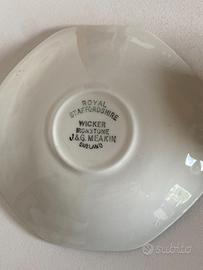 ROYAL
STAFFORDSHIRE
WICKER
IRONSTONE
J.&G. MEAKIN
ENGLAND
subito